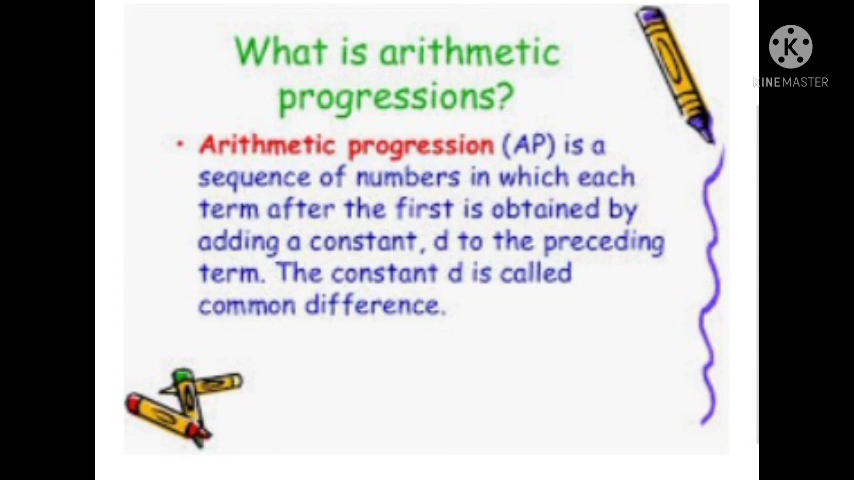 What is arithmetic
progressions?
• Arithmetic progression (AP) is a
sequence of numbers in which each
term after the first is obtained by
adding a constant, d to the preceding
term. The constant d is called
common difference.
K
KINEMASTER